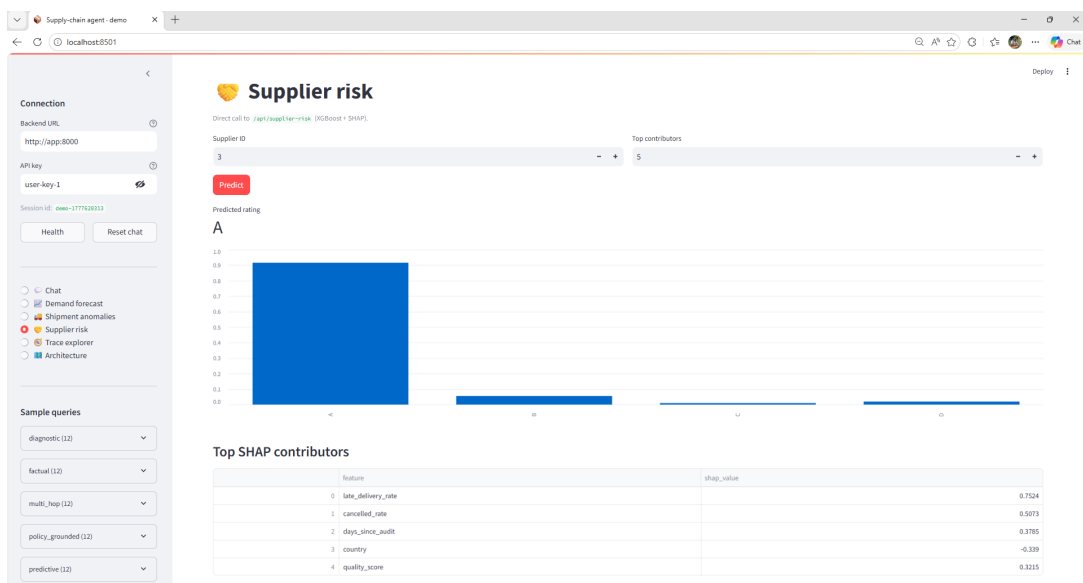 Supply-chain agent - demo
localhost:8501
Chat
Deploy
Connection
Backend URL
http://app:8000
API key
user-key-1
Session id: demo-1777628313
Health
Reset chat
Chat
Demand forecast
Shipment anomalies
Supplier risk
Trace explorer
Architecture
Sample queries
diagnostic (12)
factual (12)
multi_hop (12)
policy_grounded (12)
predictive (12)
Supplier risk
Direct call to /api/supplier-risk (XGBoost + SHAP).
Supplier ID
Top contributors
3
5
Predict
Predicted rating
A
1.0
0.9
0.8
0.7
0.6
0.5
0.4
0.3
0.2
0.1
0.0
A
B
C
D
Top SHAP contributors
feature shap_value
0 late_delivery_rate 0.7524
1 cancelled_rate 0.5073
2 days_since_audit 0.3785
3 country -0.339
4 quality_score 0.3215